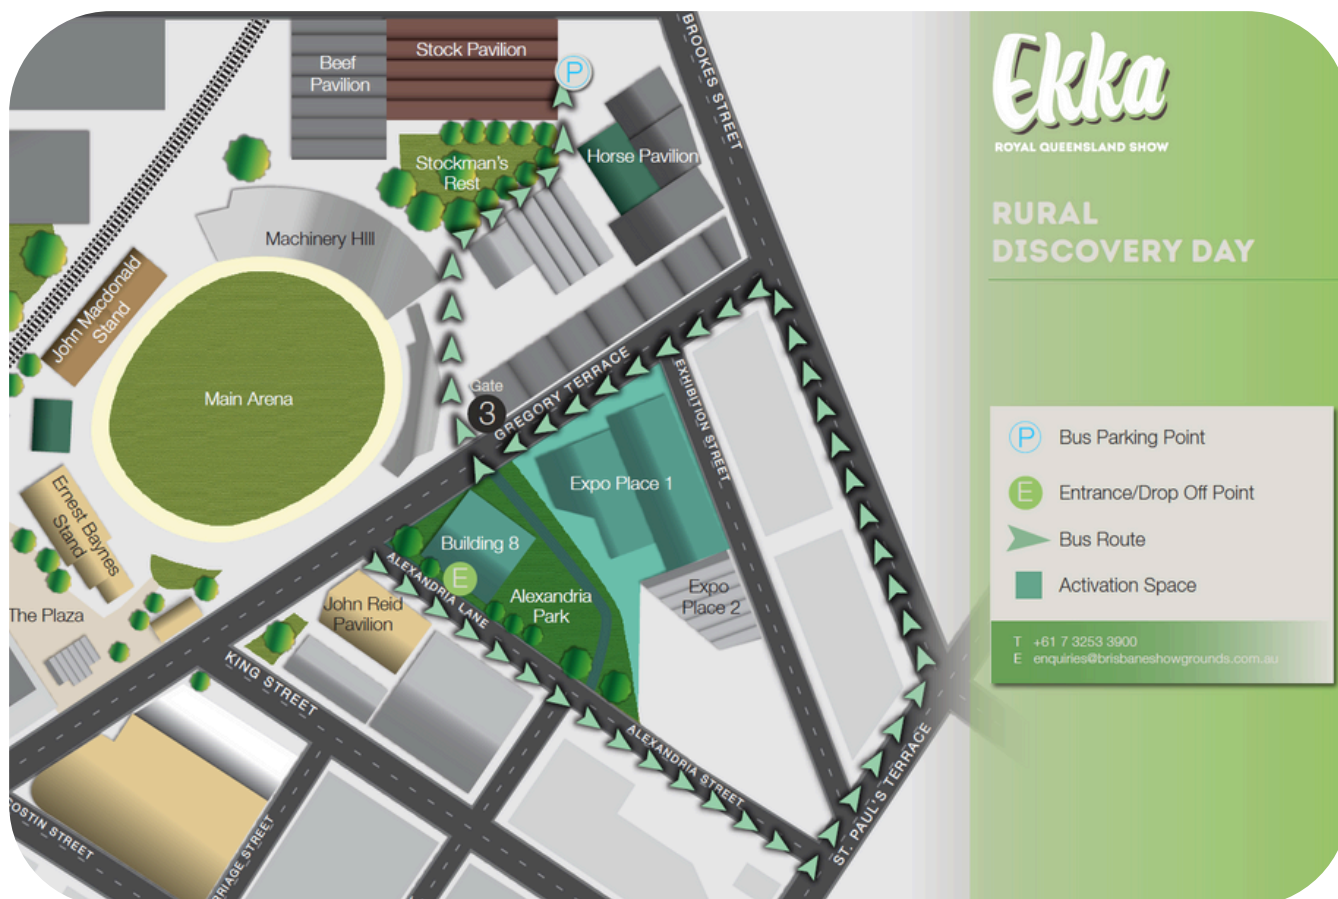 Stock Pavilion
Beef
Pavilion
P
BROOKES STREET
Horse Pavilion
Stockman's
Rest
Machinery HIll
John Macdonald
Stand
Main Arena
Gate
3
GREGORY TERRACE
EXHIBITION STREET
Expo Place 1
Ernest Baynes
Stand
Building 8
E
ALEXANDRIA LANE
Alexandria
Park
Expo
Place 2
John Reid
Pavilion
The Plaza
KING STREET
ALEXANDRIA STREET
ST. PAUL'S TERRACE
COSTIN STREET
RRIAGE STREET
Ekka
ROYAL QUEENSLAND SHOW
RURAL
DISCOVERY DAY
P Bus Parking Point
E Entrance/Drop Off Point
Bus Route
Activation Space
T +61 7 3253 3900
E enquiries@brisbaneshowgrounds.com.au